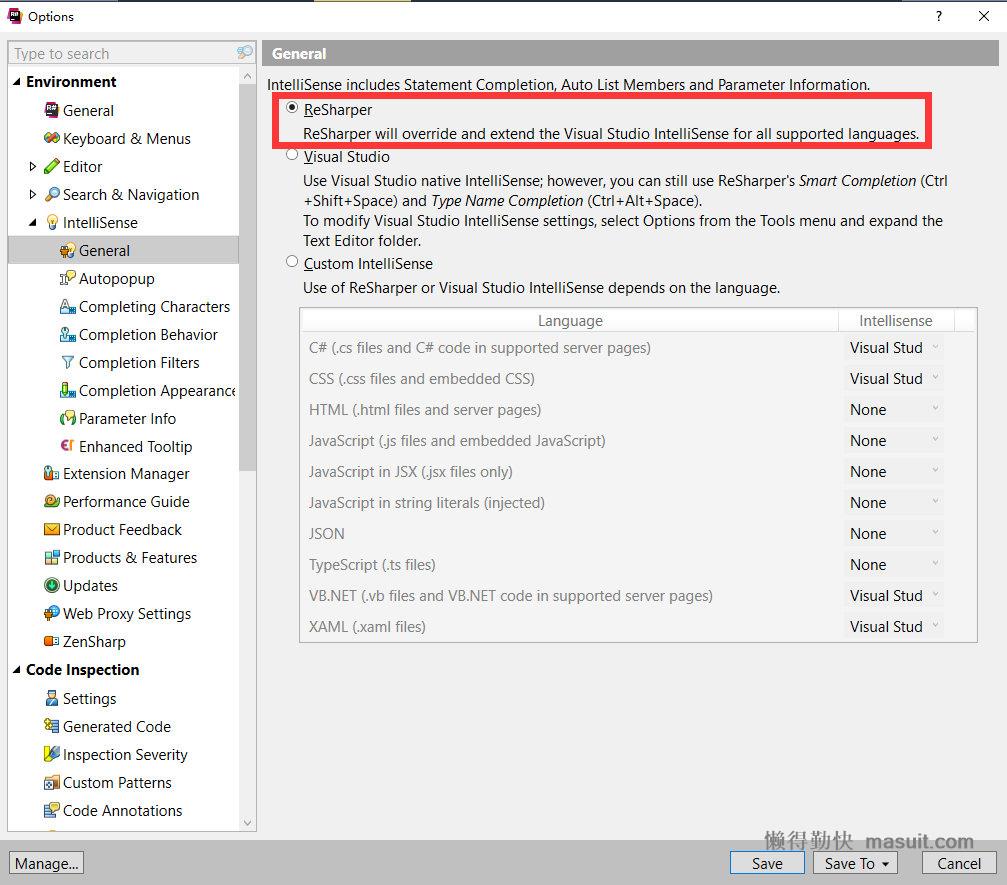 Options
?
Type to search
Environment
General
Keyboard & Menus
Editor
Search & Navigation
IntelliSense
General
Autopopup
Completing Characters
Completion Behavior
Completion Filters
Completion Appearance
Parameter Info
Enhanced Tooltip
Extension Manager
Performance Guide
Product Feedback
Products & Features
Updates
Web Proxy Settings
ZenSharp
Code Inspection
Settings
Generated Code
Inspection Severity
Custom Patterns
Code Annotations
General
IntelliSense includes Statement Completion, Auto List Members and Parameter Information.
ReSharper
ReSharper will override and extend the Visual Studio IntelliSense for all supported languages.
Visual Studio
Use Visual Studio native IntelliSense; however, you can still use ReSharper's Smart Completion (Ctrl
+Shift+Space) and Type Name Completion (Ctrl+Alt+Space).
To modify Visual Studio IntelliSense settings, select Options from the Tools menu and expand the
Text Editor folder.
Custom IntelliSense
Use of ReSharper or Visual Studio IntelliSense depends on the language.
Language Intellisense
C# (.cs files and C# code in supported server pages) Visual Stud
CSS (.css files and embedded CSS) Visual Stud
HTML (.html files and server pages) None
JavaScript (.js files and embedded JavaScript) None
JavaScript in JSX (.jsx files only) None
JavaScript in string literals (injected) None
JSON None
TypeScript (.ts files) None
VB.NET (.vb files and VB.NET code in supported server pages) Visual Stud
XAML (.xaml files) Visual Stud
懒得勤快 masuit.com
Manage... Save Save To Cancel